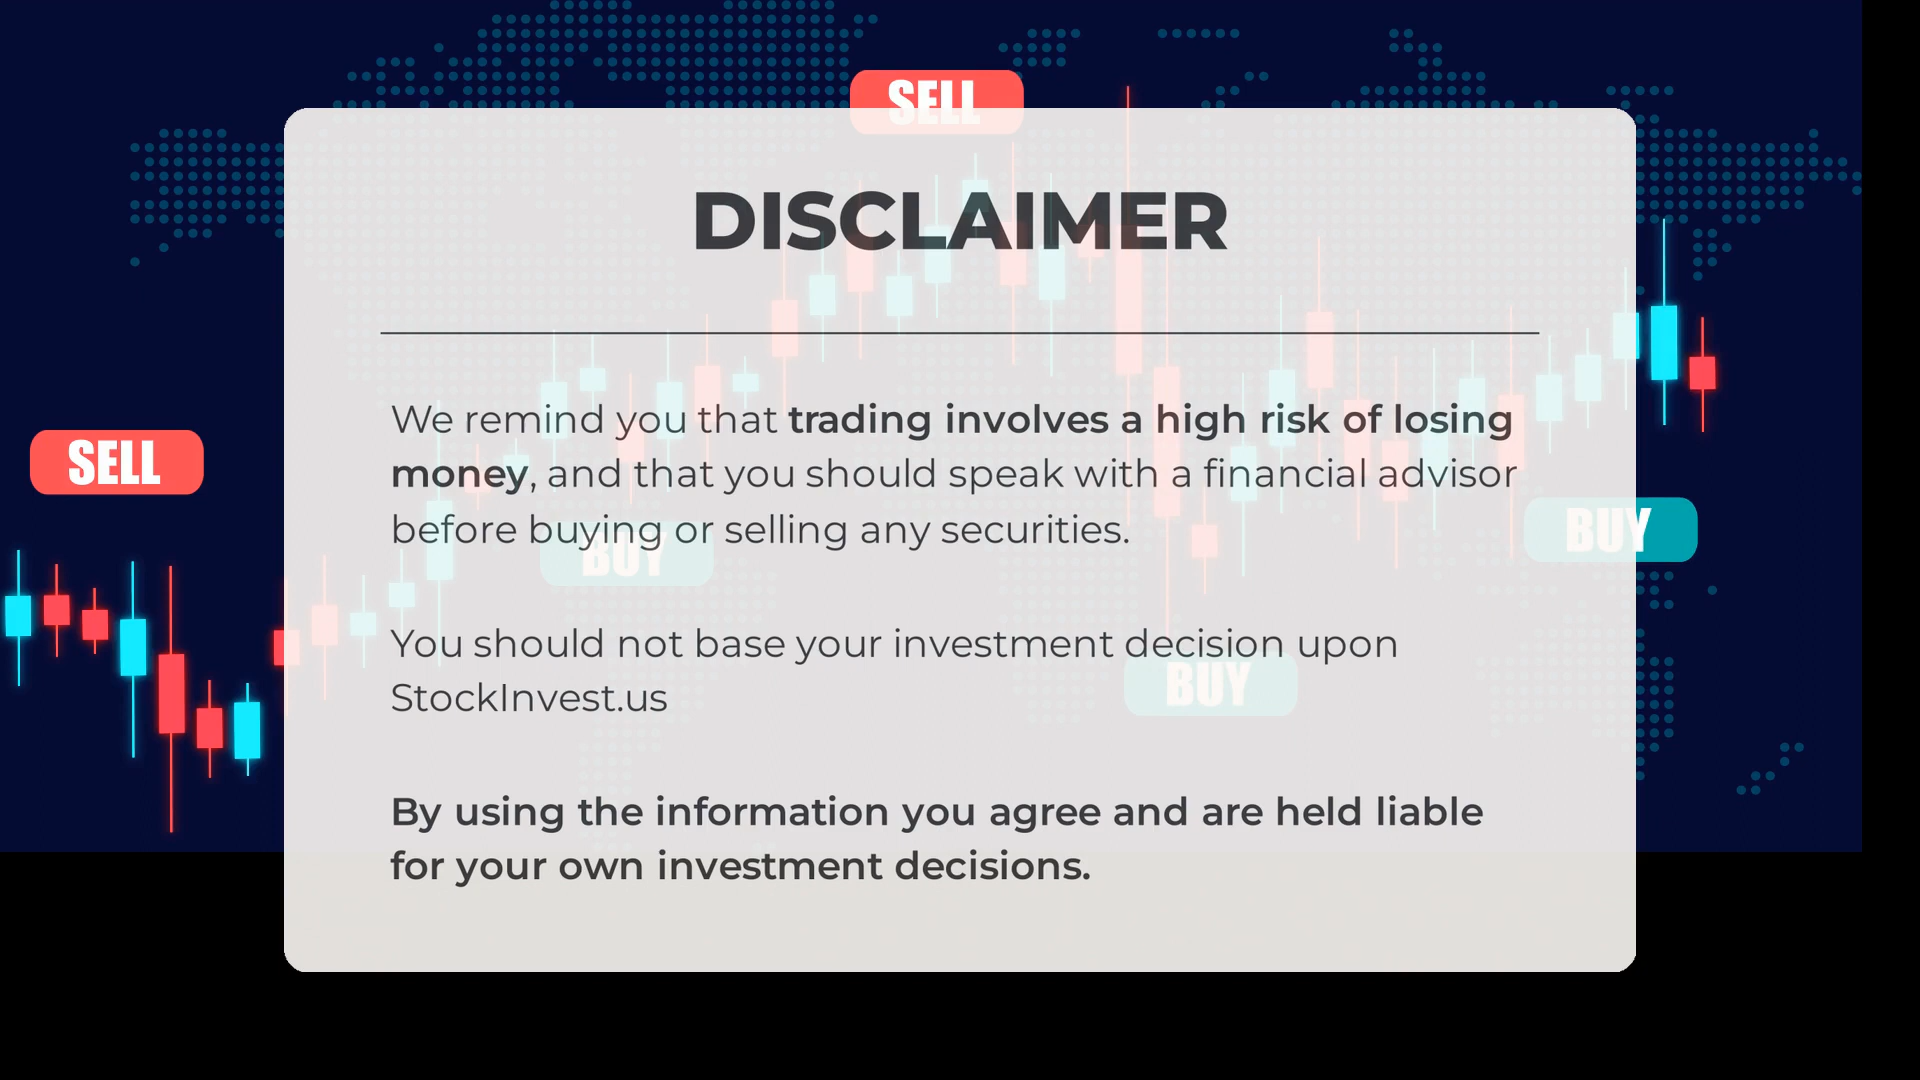 SELL
DISCLAIMER
We remind you that trading involves a high risk of losing
money, and that you should speak with a financial advisor
before buying or selling any securities.
SELL
BUY
BUY
You should not base your investment decision upon
StockInvest.us
BUY
By using the information you agree and are held liable
for your own investment decisions.